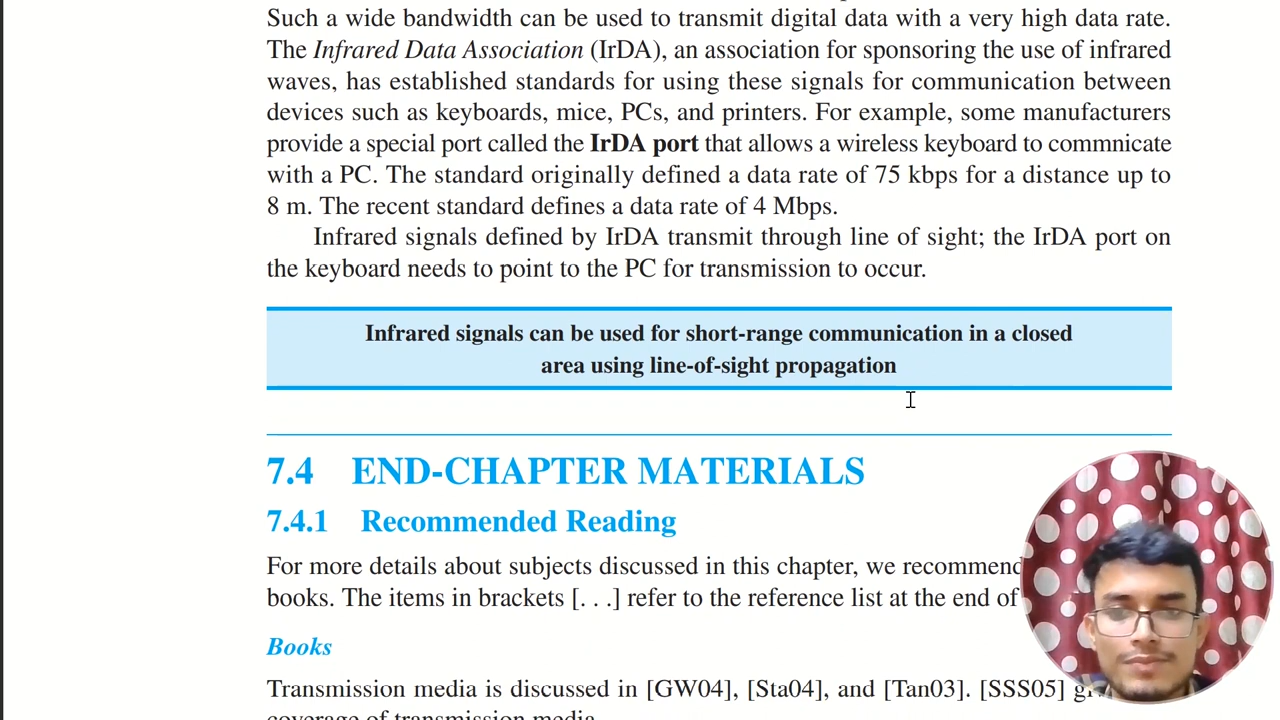 Such a wide bandwidth can be used to transmit digital data with a very high data rate.
The Infrared Data Association (IrDA), an association for sponsoring the use of infrared
waves, has established standards for using these signals for communication between
devices such as keyboards, mice, PCs, and printers. For example, some manufacturers
provide a special port called the IrDA port that allows a wireless keyboard to commnicate
with a PC. The standard originally defined a data rate of 75 kbps for a distance up to
8 m. The recent standard defines a data rate of 4 Mbps.
Infrared signals defined by IrDA transmit through line of sight; the IrDA port on
the keyboard needs to point to the PC for transmission to occur.
Infrared signals can be used for short-range communication in a closed
area using line-of-sight propagation
7.4 END-CHAPTER MATERIALS
7.4.1 Recommended Reading
For more details about subjects discussed in this chapter, we recommend
books. The items in brackets [. . .] refer to the reference list at the end of
Books
Transmission media is discussed in [GW04], [Sta04], and [Tan03]. [SSS05]
coverage of transmission media.